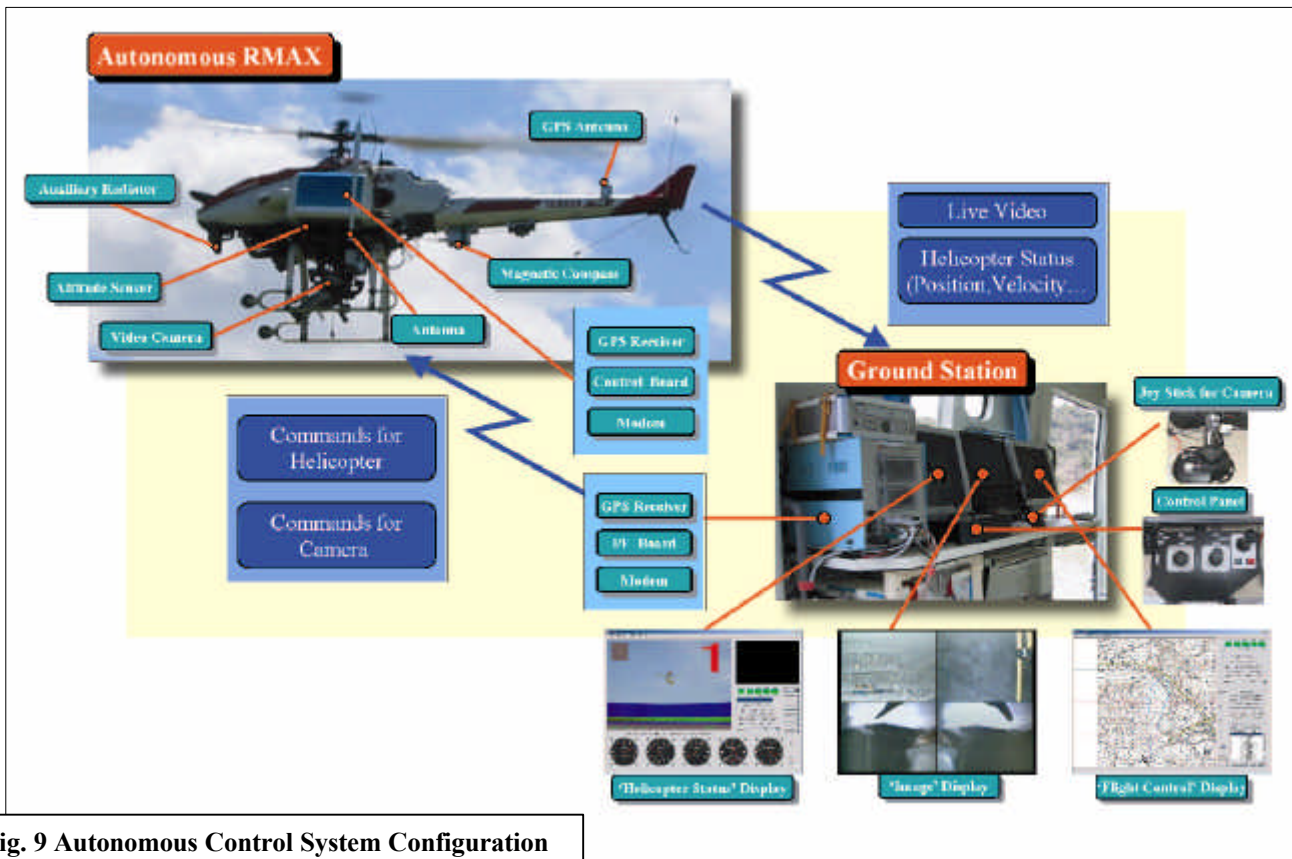 Autonomous RMAX
GPS Antenna
Auxiliary Radiator
Attitude Sensor
Video Camera
Antanna
Magnetic Compass
GPS Receiver
Control Board
Modem
Live Video
Helicopter Status
(Position,Velocity…
Ground Station
Joy Stick for Camera
Control Panel
Commands for
Helicopter
Commands for
Camera
GPS Receiver
I/F Board
Modem
1
'Helicopter Status' Display
'Image' Display
'Flight Control' Display
ig. 9 Autonomous Control System Configuration